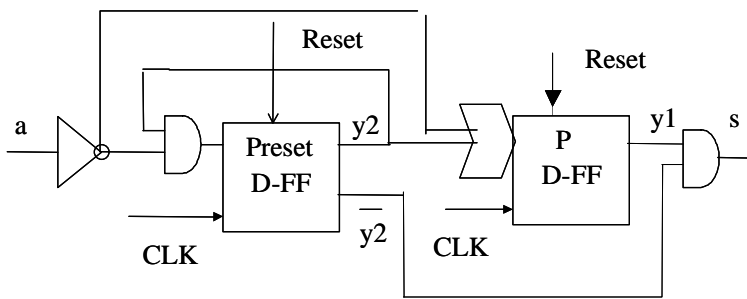 Reset
Reset
a
y2
y1
s
Preset
D-FF
P
D-FF
y2
CLK
CLK